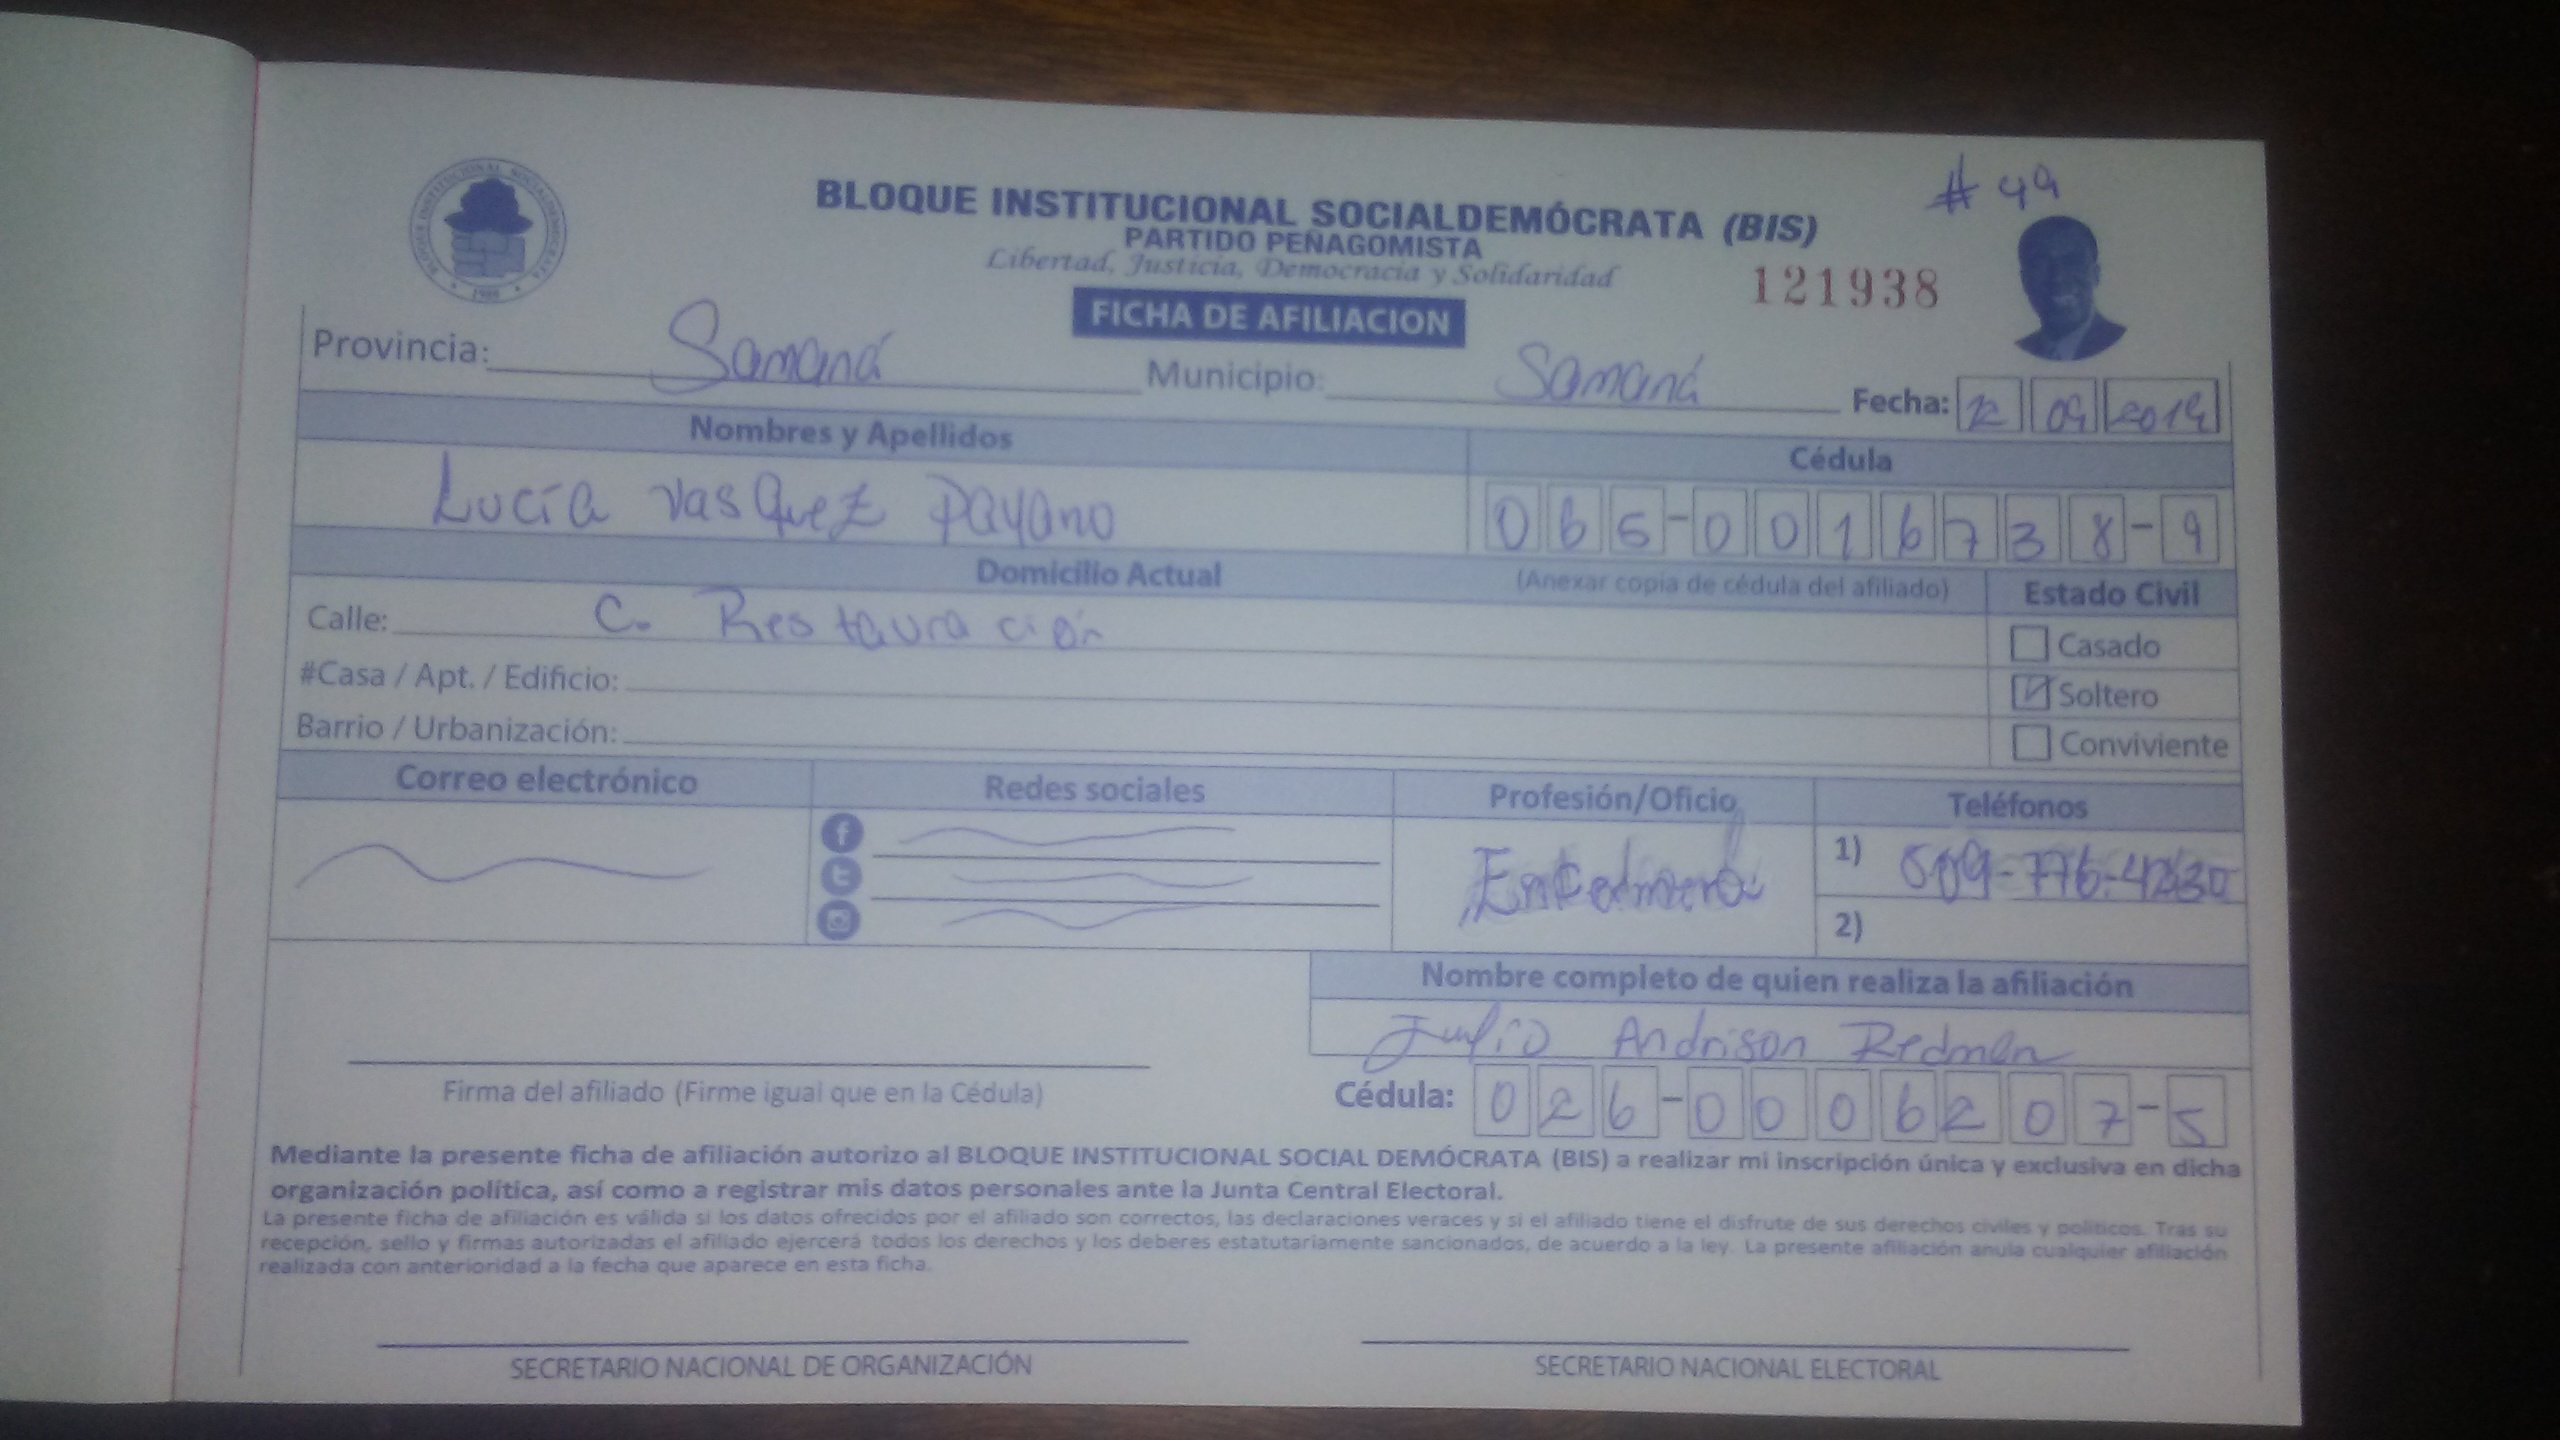 # 49
BLOQUE INSTITUCIONAL SOCIALDEMÓCRATA (BIS)
PARTIDO PEÑAGOMISTA
Libertad, Justicia, Democracia y Solidaridad
121938
FICHA DE AFILIACION
Provincia: Samaná Municipio: Samaná Fecha: 12 09 2019
Nombres y Apellidos Cédula
Lucía Vasquez Payano 065-0016738-9
Domicilio Actual (Anexar copia de cédula del afiliado) Estado Civil
Calle: C. Restauración
Casado
#Casa / Apt. / Edificio:
Soltero
Barrio / Urbanización:
Conviviente
Correo electrónico Redes sociales Profesión/Oficio Teléfonos
1)
2)
Nombre completo de quien realiza la afiliación
Julio Andrison Redman
Firma del afiliado (Firme igual que en la Cédula) Cédula: 026-0006207-5
Mediante la presente ficha de afiliación autorizo al BLOQUE INSTITUCIONAL SOCIAL DEMÓCRATA (BIS) a realizar mi inscripción única y exclusiva en dicha
organización política, así como a registrar mis datos personales ante la Junta Central Electoral.
La presente ficha de afiliación es válida si los datos ofrecidos por el afiliado son correctos, las declaraciones veraces y si el afiliado tiene el disfrute de sus derechos civiles y políticos. Tras su
recepción, sello y firmas autorizadas el afiliado ejercerá todos los derechos y los deberes estatutariamente sancionados, de acuerdo a la ley. La presente afiliación anula cualquier afiliación
realizada con anterioridad a la fecha que aparece en esta ficha.
SECRETARIO NACIONAL DE ORGANIZACIÓN SECRETARIO NACIONAL ELECTORAL